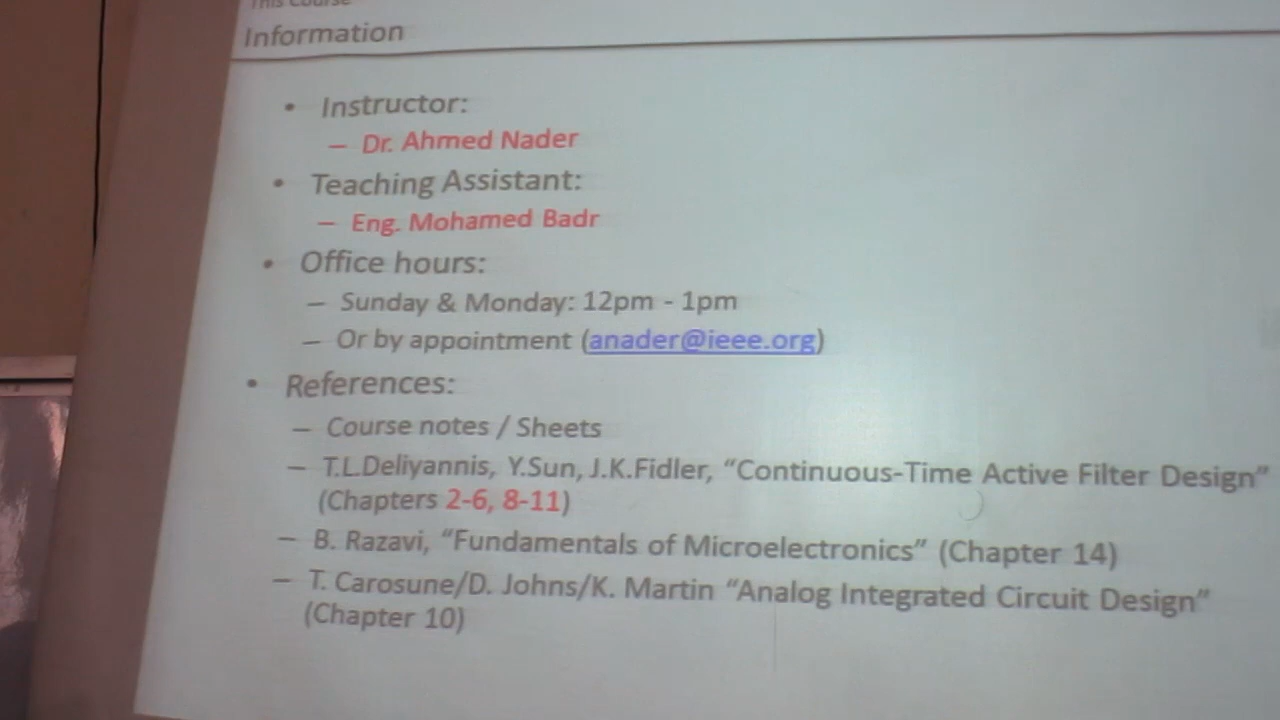 This Course
Information
• Instructor:
– Dr. Ahmed Nader
• Teaching Assistant:
– Eng. Mohamed Badr
• Office hours:
– Sunday & Monday: 12pm - 1pm
– Or by appointment (anader@ieee.org)
• References:
– Course notes / Sheets
– T.L.Deliyannis, Y.Sun, J.K.Fidler, “Continuous-Time Active Filter Design”
(Chapters 2-6, 8-11)
– B. Razavi, “Fundamentals of Microelectronics” (Chapter 14)
– T. Carosune/D. Johns/K. Martin “Analog Integrated Circuit Design”
(Chapter 10)